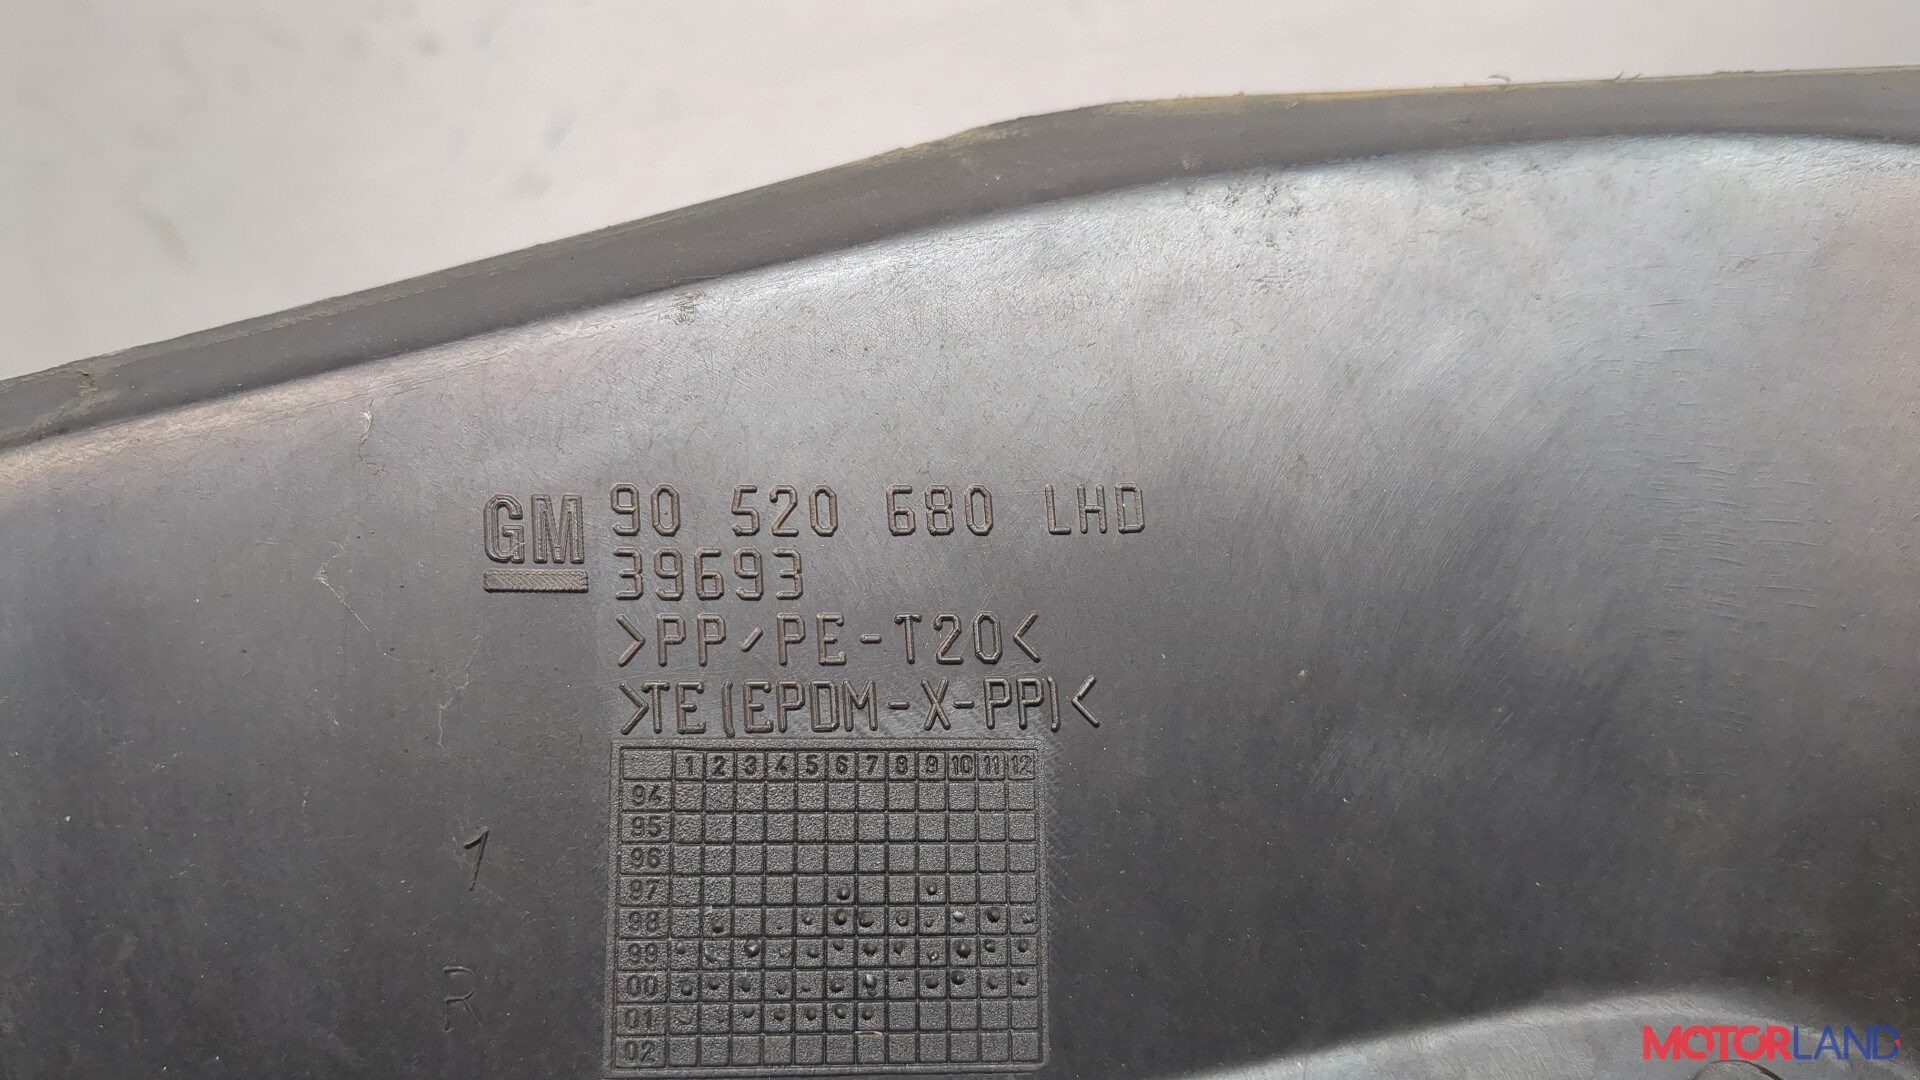 GM 90 520 680 LHD
39693
>PP/PE-T20<
>TE(EPDM-X-PP)<
1 2 3 4 5 6 7 8 9 10 11 12
94
95
96
97
98
99
00
01
02
1
R
MOTORLAND